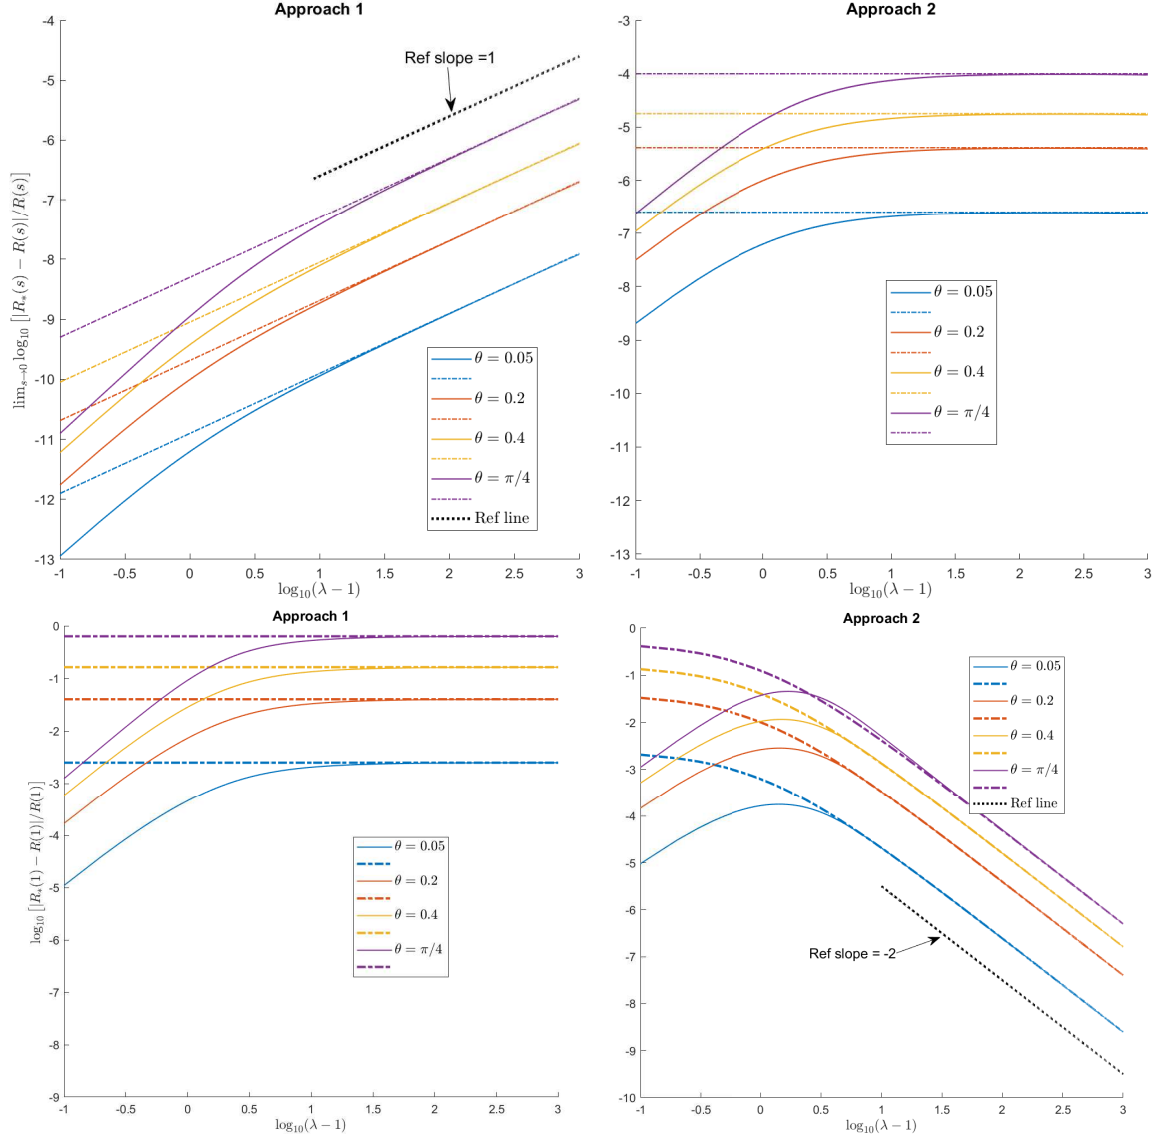 Approach 1
-4
-5
-6
-7
-8
-9
-10
-11
-12
-13
-1
-0.5
0
0.5
1
1.5
2
2.5
3
log₁₀(λ − 1)
lim_{s→0} log₁₀ [|R_*(s) − R(s)|/R(s)]
Ref slope =1
θ = 0.05
θ = 0.2
θ = 0.4
θ = π/4
Ref line
Approach 2
-3
-4
-5
-6
-7
-8
-9
-10
-11
-12
-13
-1
-0.5
0
0.5
1
1.5
2
2.5
3
log₁₀(λ − 1)
θ = 0.05
θ = 0.2
θ = 0.4
θ = π/4
Approach 1
0
-1
-2
-3
-4
-5
-6
-7
-8
-9
-1
-0.5
0
0.5
1
1.5
2
2.5
3
log₁₀(λ − 1)
log₁₀ [|R_*(1) − R(1)|/R(1)]
θ = 0.05
θ = 0.2
θ = 0.4
θ = π/4
Approach 2
0
-1
-2
-3
-4
-5
-6
-7
-8
-9
-10
-1
-0.5
0
0.5
1
1.5
2
2.5
3
log₁₀(λ − 1)
θ = 0.05
θ = 0.2
θ = 0.4
θ = π/4
Ref line
Ref slope = -2